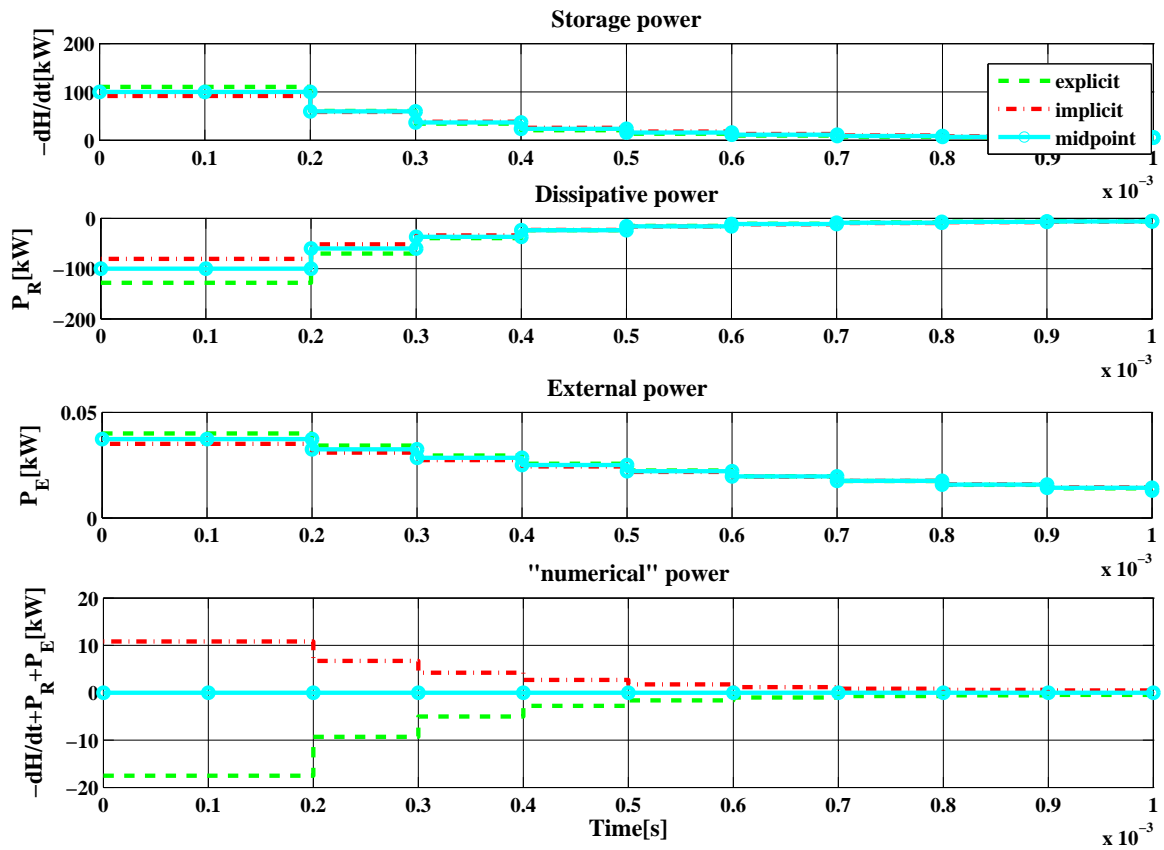 Storage power
−dH/dt[kW]
200
100
0
explicit
implicit
midpoint
0 0.1 0.2 0.3 0.4 0.5 0.6 0.7 0.8 0.9 1
x 10⁻³
Dissipative power
P_R[kW]
0
−100
−200
0 0.1 0.2 0.3 0.4 0.5 0.6 0.7 0.8 0.9 1
x 10⁻³
External power
P_E[kW]
0.05
0
0 0.1 0.2 0.3 0.4 0.5 0.6 0.7 0.8 0.9 1
x 10⁻³
"numerical" power
−dH/dt+P_R+P_E[kW]
20
10
0
−10
−20
0 0.1 0.2 0.3 0.4 0.5 0.6 0.7 0.8 0.9 1
Time[s]
x 10⁻³